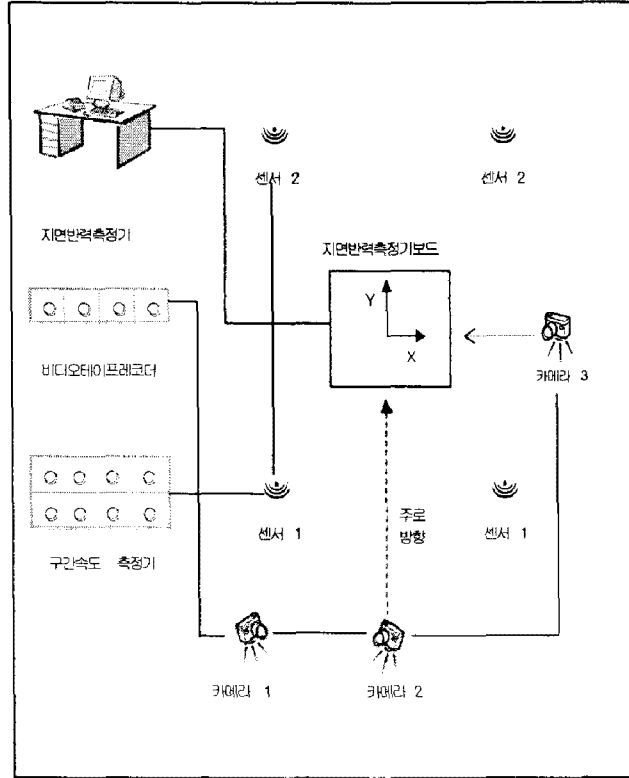 센서 2
센서 2
지면반력측정기
지면반력측정기보드
Y
X
비디오테이프레코더
카메라 3
센서 1
주로
방향
센서 1
구간속도 측정기
카메라 1
카메라 2